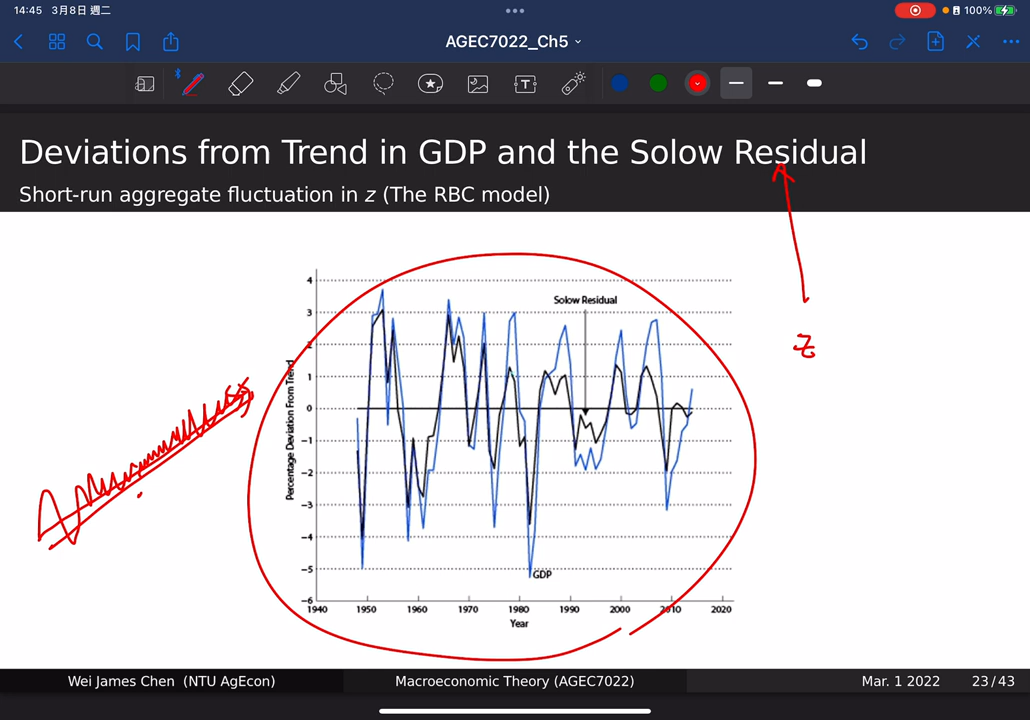 14:45 3月8日 週二
100%
AGEC7022_Ch5
Deviations from Trend in GDP and the Solow Residual
Short-run aggregate fluctuation in z (The RBC model)
z
Solow Residual
GDP
Percentage Deviation From Trend
4
3
2
1
0
−1
−2
−3
−4
−5
−6
1940 1950 1960 1970 1980 1990 2000 2010 2020
Year
Wei James Chen (NTU AgEcon) Macroeconomic Theory (AGEC7022) Mar. 1 2022 23/43